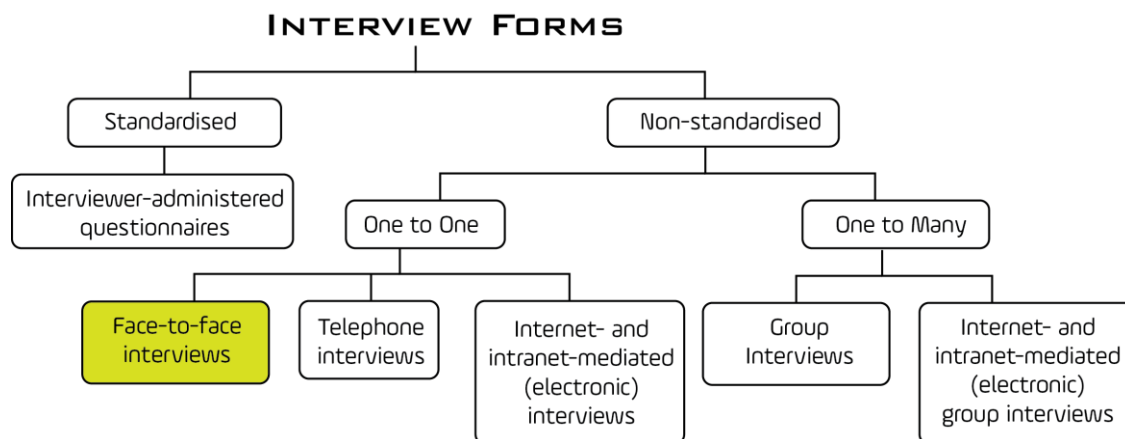 INTERVIEW FORMS
Standardised
Non-standardised
Interviewer-administered
questionnaires
One to One
One to Many
Face-to-face
interviews
Telephone
interviews
Internet- and
intranet-mediated
(electronic)
interviews
Group
Interviews
Internet- and
intranet-mediated
(electronic)
group interviews